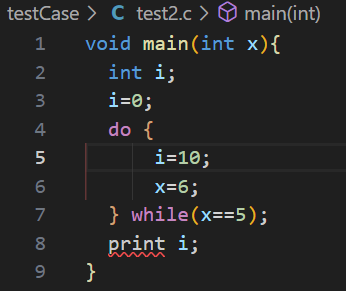 testCase > C test2.c > main(int)
1 void main(int x){
2   int i;
3   i=0;
4   do {
5       i=10;
6       x=6;
7   } while(x==5);
8   print i;
9 }